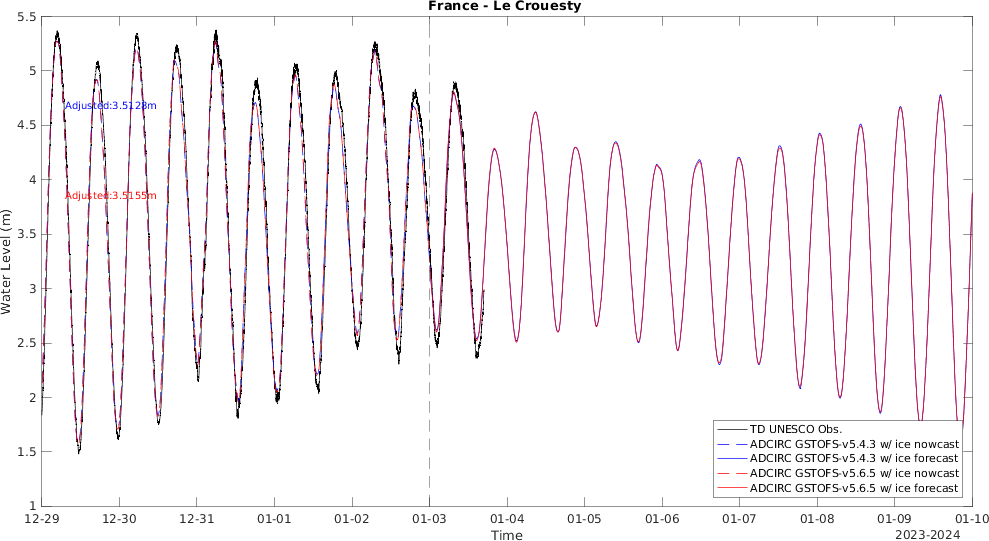 France - Le Crouesty
5.5
5
4.5
4
3.5
3
2.5
2
1.5
1
Water Level (m)
Adjusted:3.5128m
Adjusted:3.5155m
TD UNESCO Obs.
ADCIRC GSTOFS-v5.4.3 w/ ice nowcast
ADCIRC GSTOFS-v5.4.3 w/ ice forecast
ADCIRC GSTOFS-v5.6.5 w/ ice nowcast
ADCIRC GSTOFS-v5.6.5 w/ ice forecast
12-29 12-30 12-31 01-01 01-02 01-03 01-04 01-05 01-06 01-07 01-08 01-09 01-10
Time
2023-2024